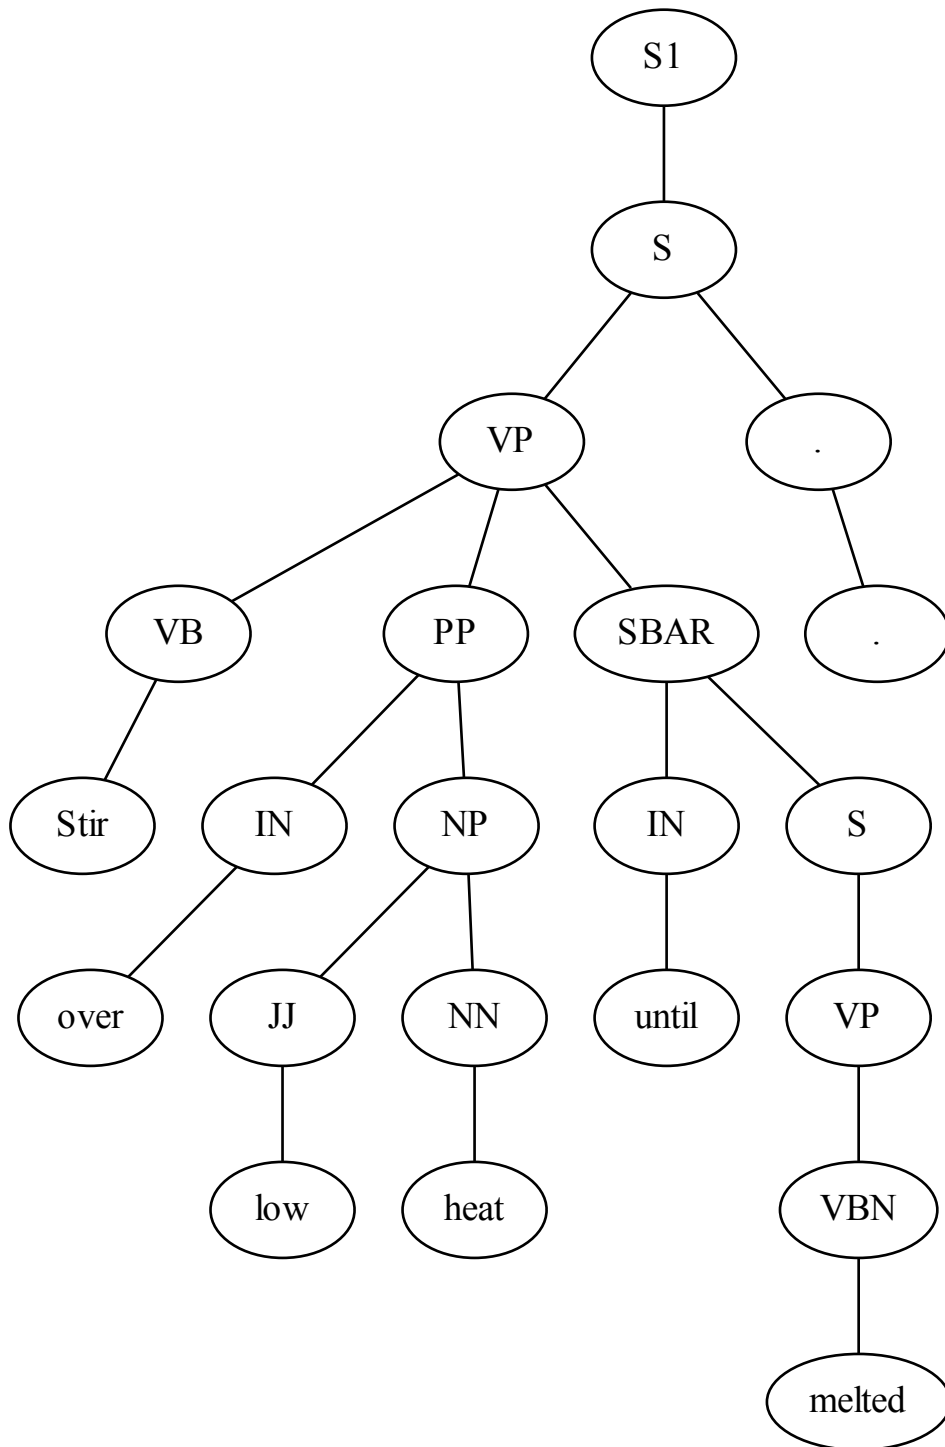 S1
S
VP .
VB PP SBAR .
Stir IN NP IN S
over JJ NN until VP
low heat VBN
melted